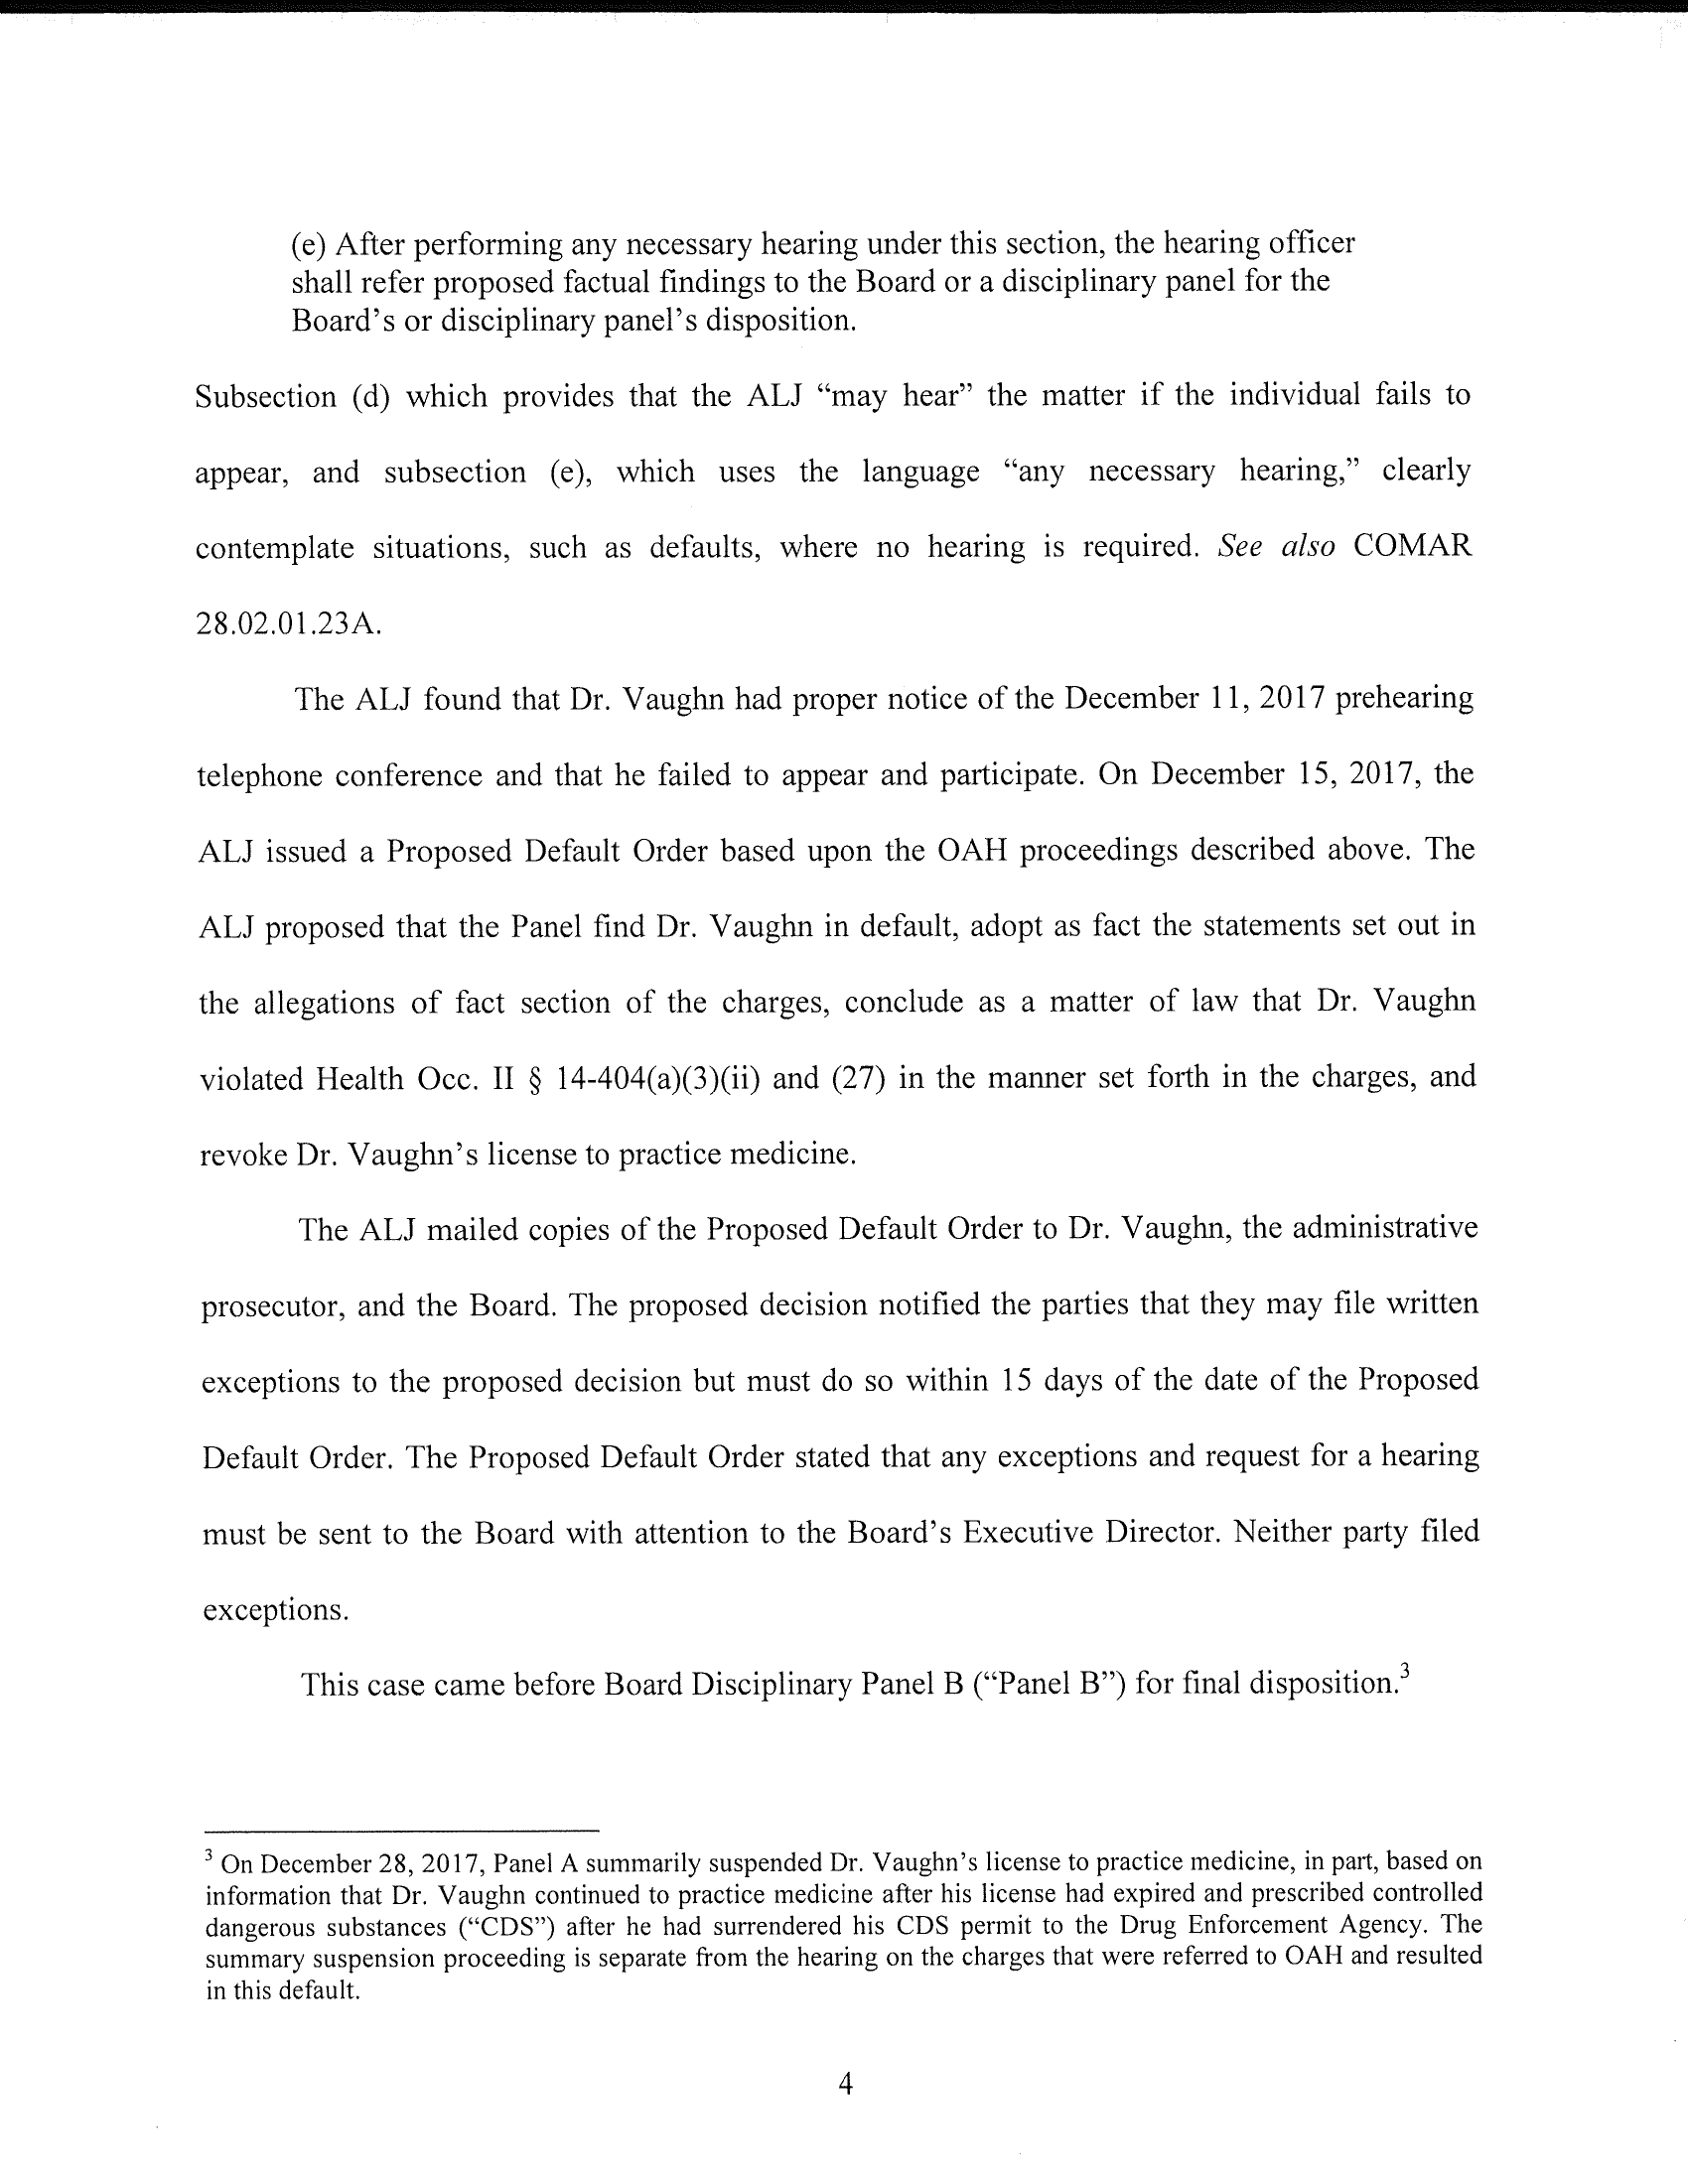 (e) After performing any necessary hearing under this section, the hearing officer
shall refer proposed factual findings to the Board or a disciplinary panel for the
Board's or disciplinary panel's disposition.
Subsection (d) which provides that the ALJ “may hear” the matter if the individual fails to
appear, and subsection (e), which uses the language “any necessary hearing,” clearly
contemplate situations, such as defaults, where no hearing is required. See also COMAR
28.02.01.23A.
The ALJ found that Dr. Vaughn had proper notice of the December 11, 2017 prehearing
telephone conference and that he failed to appear and participate. On December 15, 2017, the
ALJ issued a Proposed Default Order based upon the OAH proceedings described above. The
ALJ proposed that the Panel find Dr. Vaughn in default, adopt as fact the statements set out in
the allegations of fact section of the charges, conclude as a matter of law that Dr. Vaughn
violated Health Occ. II § 14-404(a)(3)(ii) and (27) in the manner set forth in the charges, and
revoke Dr. Vaughn's license to practice medicine.
The ALJ mailed copies of the Proposed Default Order to Dr. Vaughn, the administrative
prosecutor, and the Board. The proposed decision notified the parties that they may file written
exceptions to the proposed decision but must do so within 15 days of the date of the Proposed
Default Order. The Proposed Default Order stated that any exceptions and request for a hearing
must be sent to the Board with attention to the Board's Executive Director. Neither party filed
exceptions.
This case came before Board Disciplinary Panel B (“Panel B”) for final disposition.³
³ On December 28, 2017, Panel A summarily suspended Dr. Vaughn's license to practice medicine, in part, based on
information that Dr. Vaughn continued to practice medicine after his license had expired and prescribed controlled
dangerous substances (“CDS”) after he had surrendered his CDS permit to the Drug Enforcement Agency. The
summary suspension proceeding is separate from the hearing on the charges that were referred to OAH and resulted
in this default.
4